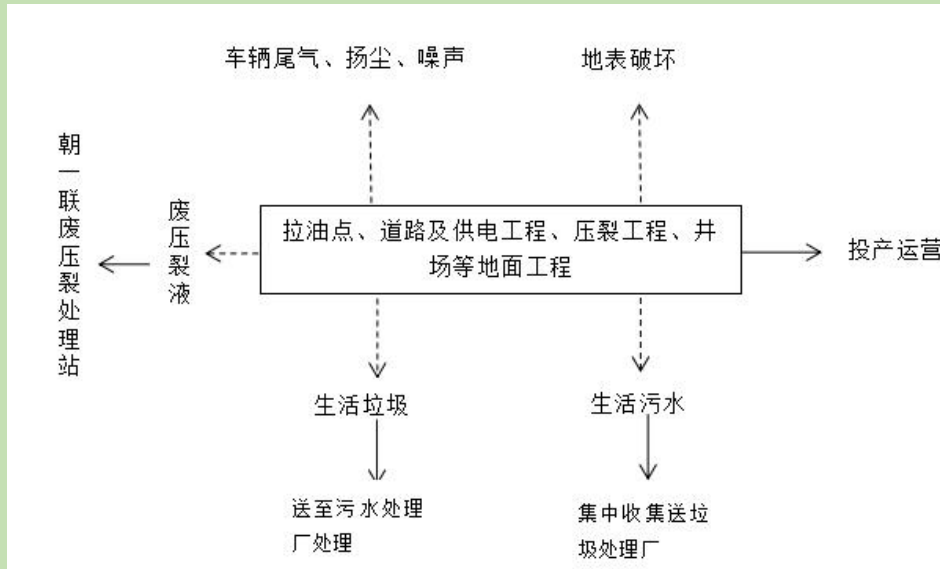 车辆尾气、扬尘、噪声
地表破坏
朝一联废压裂处理站
废压裂液
拉油点、道路及供电工程、压裂工程、井
场等地面工程
投产运营
生活垃圾
生活污水
送至污水处理
厂处理
集中收集送垃
圾处理厂